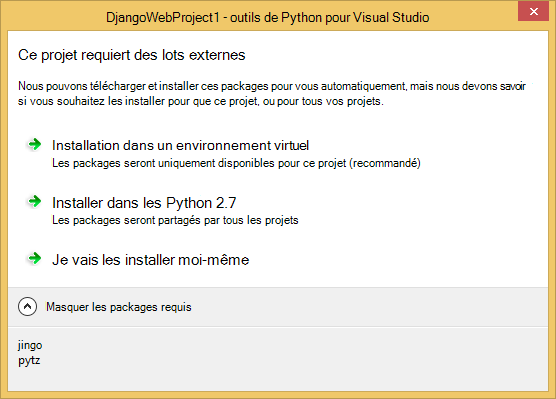 DjangoWebProject1 - outils de Python pour Visual Studio
Ce projet requiert des lots externes
Nous pouvons télécharger et installer ces packages pour vous automatiquement, mais nous devons savoir
si vous souhaitez les installer pour que ce projet, ou pour tous vos projets.
Installation dans un environnement virtuel
Les packages seront uniquement disponibles pour ce projet (recommandé)
Installer dans les Python 2.7
Les packages seront partagés par tous les projets
Je vais les installer moi-même
Masquer les packages requis
jingo
pytz